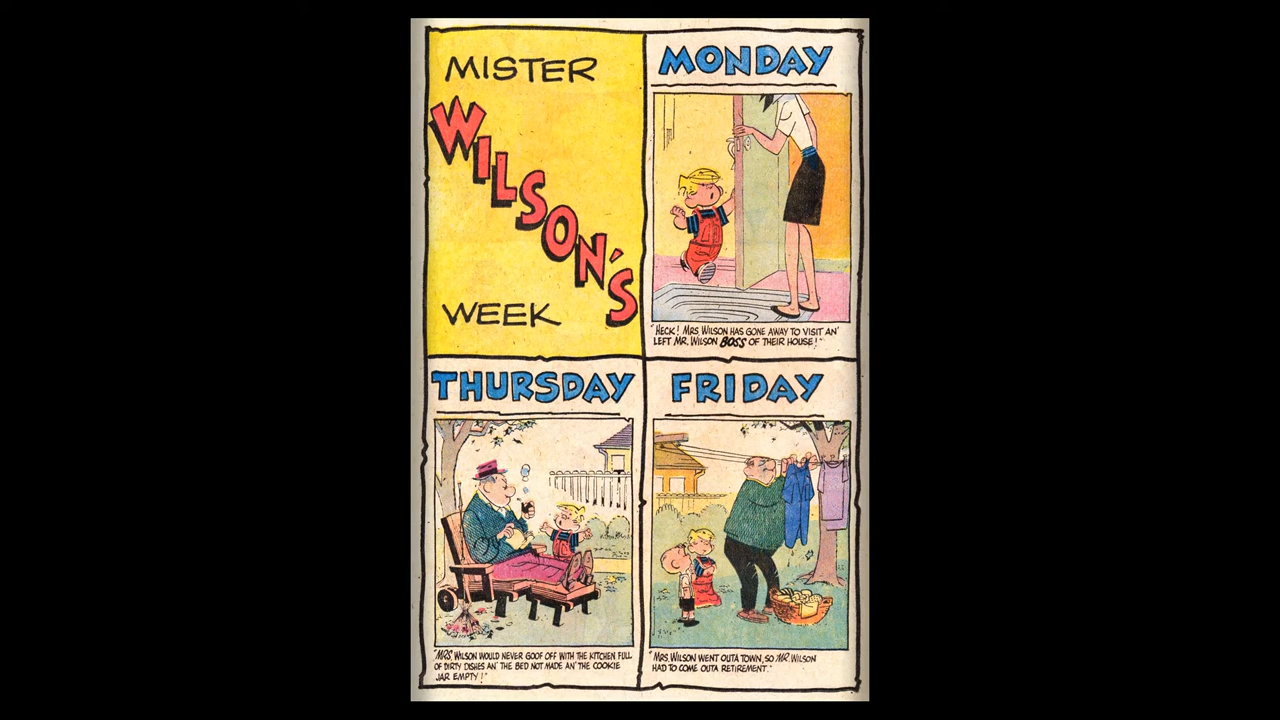 MISTER
WILSON'S
WEEK
MONDAY
"HECK! MRS. WILSON HAS GONE AWAY TO VISIT AN'
LEFT MR. WILSON BOSS OF THEIR HOUSE!"
THURSDAY
"MRS. WILSON WOULD NEVER GOOF OFF WITH THE KITCHEN FULL
OF DIRTY DISHES AN' THE BED NOT MADE AN' THE COOKIE
JAR EMPTY!"
FRIDAY
"MRS. WILSON WENT OUTA TOWN, SO MR. WILSON
HAD TO COME OUTA RETIREMENT."